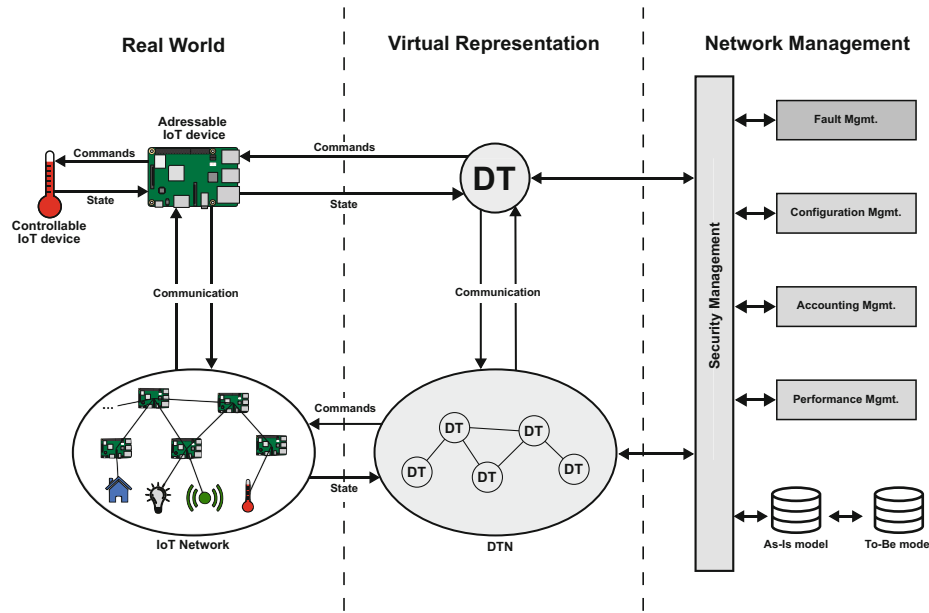 Real World
Virtual Representation
Network Management
Adressable
IoT device
Commands
State
Controllable
IoT device
Commands
State
DT
Communication
Communication
...
IoT Network
Commands
State
DT
DT
DT
DT
DT
DTN
Security Management
Fault Mgmt.
Configuration Mgmt.
Accounting Mgmt.
Performance Mgmt.
As-Is model
To-Be mode